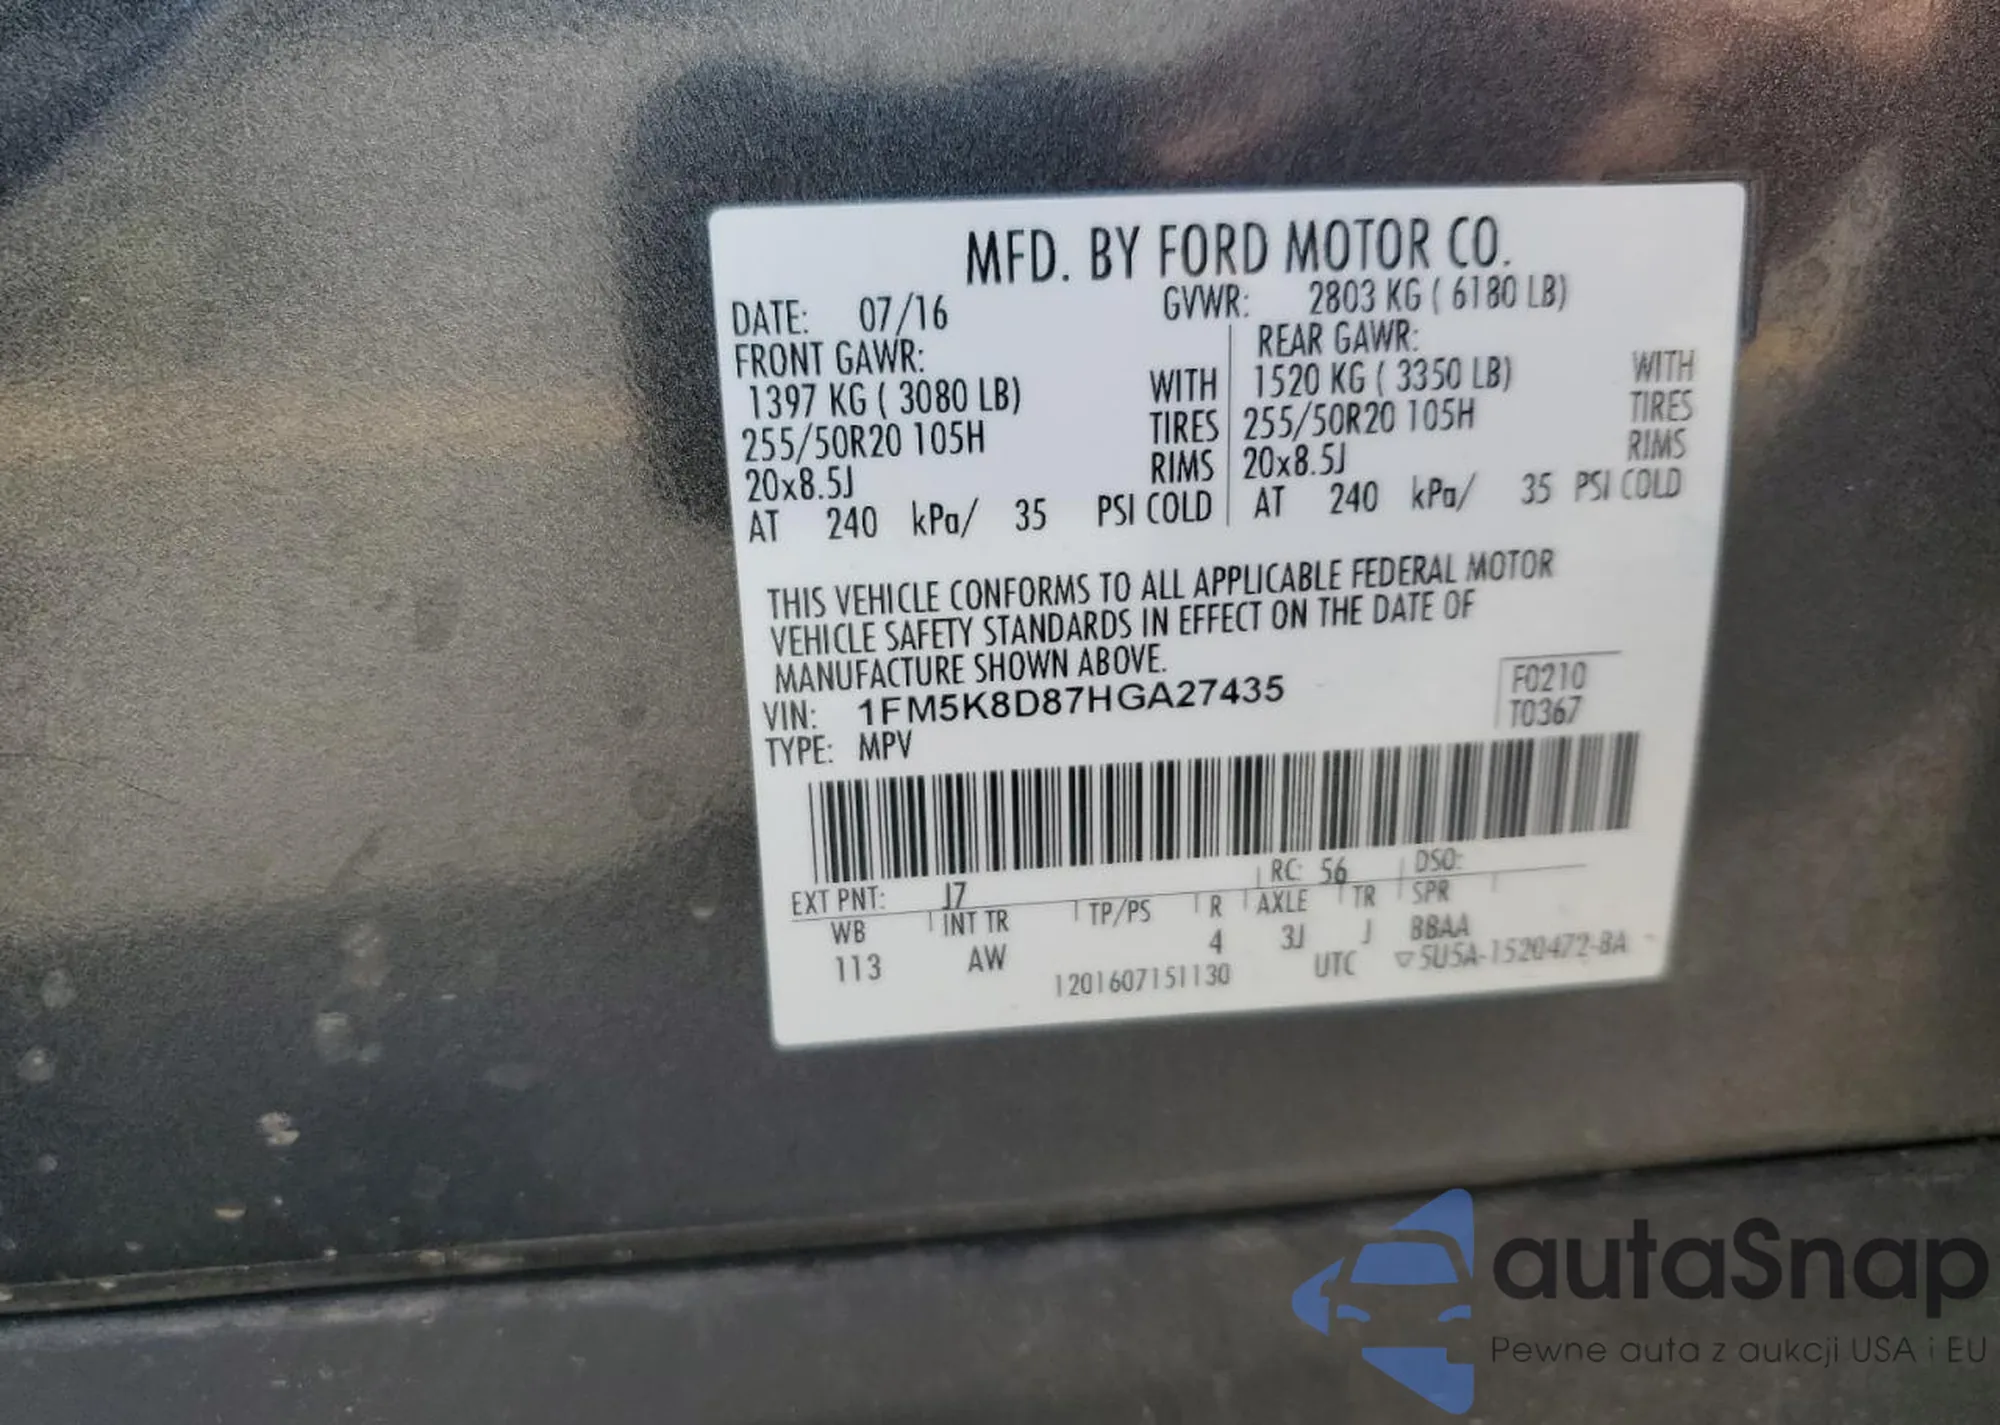 MFD. BY FORD MOTOR CO.
DATE: 07/16 GVWR: 2803 KG ( 6180 LB)
FRONT GAWR: REAR GAWR:
1397 KG ( 3080 LB) WITH 1520 KG ( 3350 LB) WITH
255/50R20 105H TIRES 255/50R20 105H TIRES
20x8.5J RIMS 20x8.5J RIMS
AT 240 kPa/ 35 PSI COLD AT 240 kPa/ 35 PSI COLD
THIS VEHICLE CONFORMS TO ALL APPLICABLE FEDERAL MOTOR
VEHICLE SAFETY STANDARDS IN EFFECT ON THE DATE OF
MANUFACTURE SHOWN ABOVE.
VIN: 1FM5K8D87HGA27435 F0210
TYPE: MPV T0367
EXT PNT: J7 RC: 56 DSO:
WB INT TR TP/PS R AXLE TR SPR
113 AW 4 3J J BBAA
1201607151130 UTC ▽5U5A-1520472-BA
autaSnap
Pewne auta z aukcji USA i EU